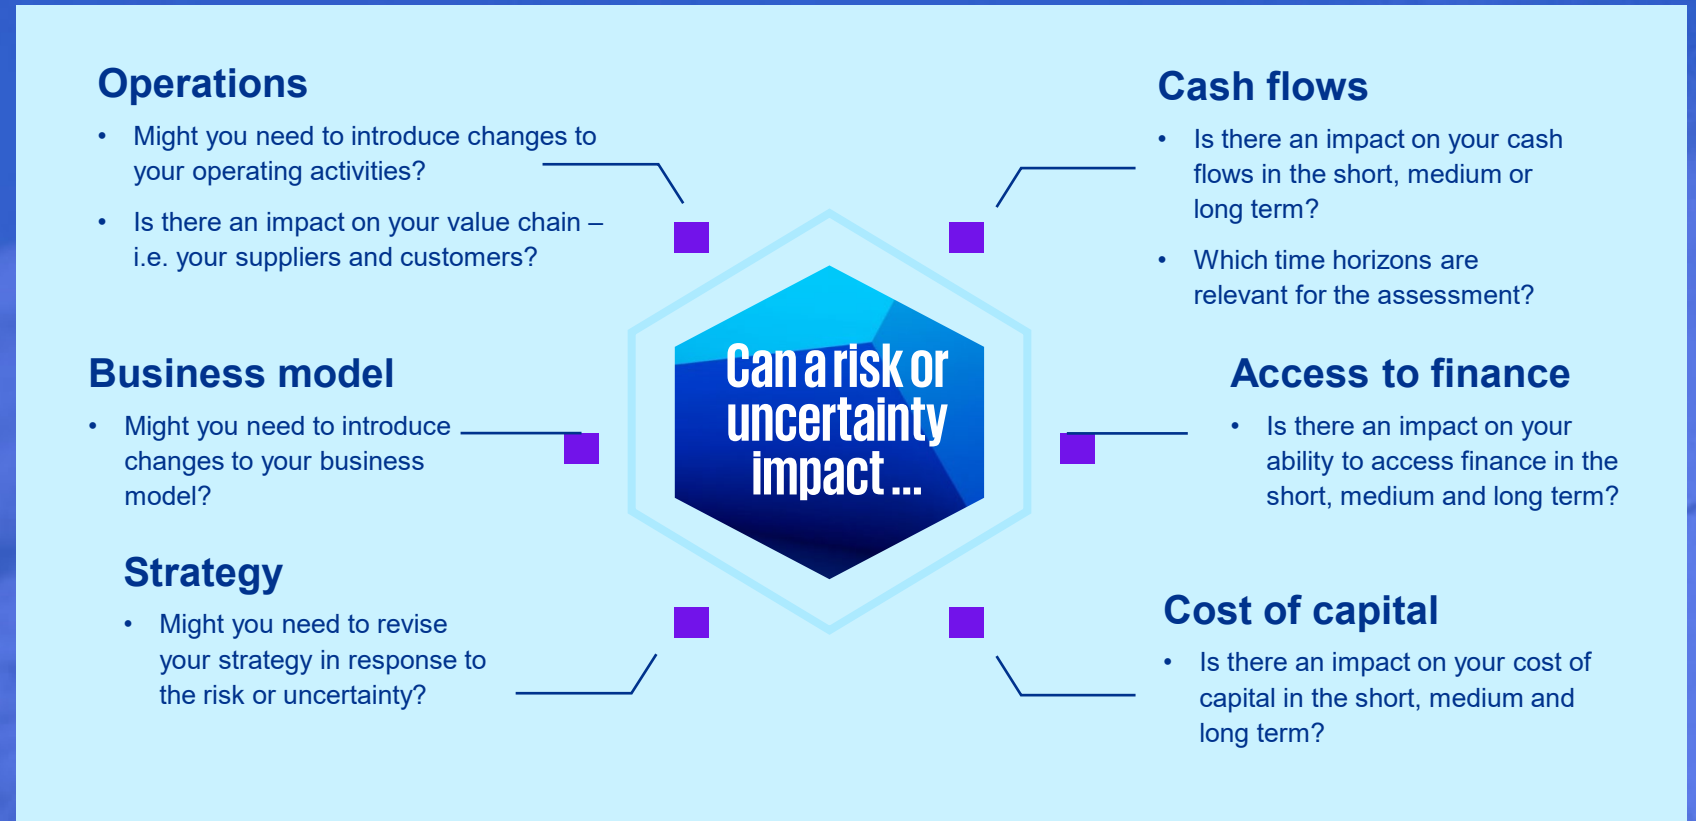 Operations
• Might you need to introduce changes to
your operating activities?
• Is there an impact on your value chain –
i.e. your suppliers and customers?
Business model
• Might you need to introduce
changes to your business
model?
Strategy
• Might you need to revise
your strategy in response to
the risk or uncertainty?
Can a risk or
uncertainty
impact ...
Cash flows
• Is there an impact on your cash
flows in the short, medium or
long term?
• Which time horizons are
relevant for the assessment?
Access to finance
• Is there an impact on your
ability to access finance in the
short, medium and long term?
Cost of capital
• Is there an impact on your cost of
capital in the short, medium and
long term?